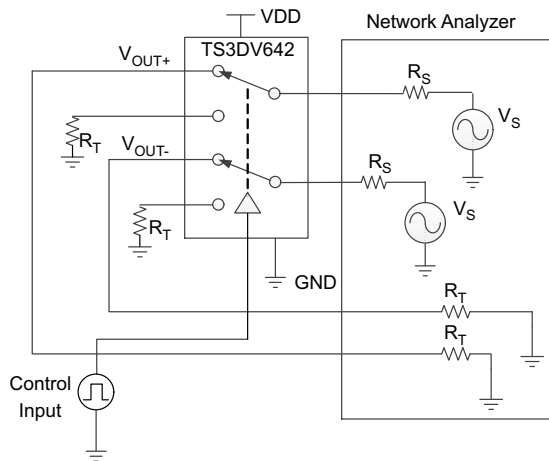 VDD
Network Analyzer
TS3DV642
VOUT+
RS
VS
RT
VOUT-
RS
VS
RT
GND
RT
RT
Control
Input